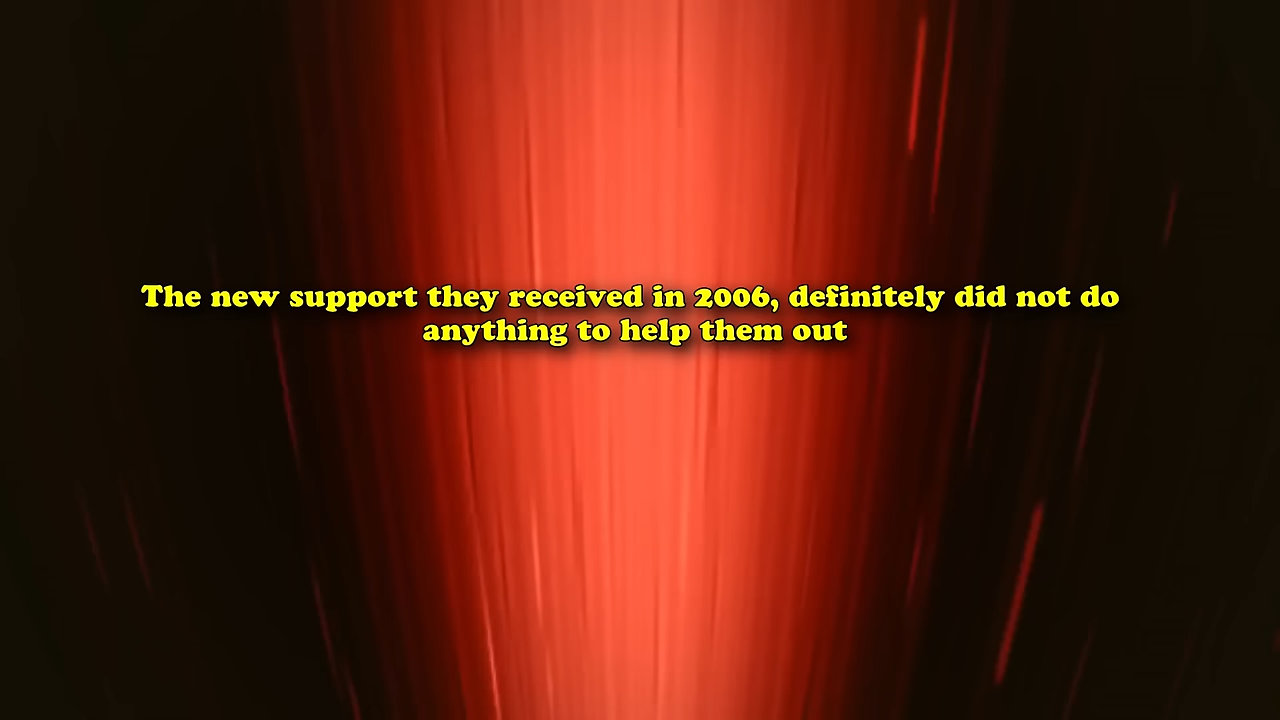 The new support they received in 2006, definitely did not do
anything to help them out